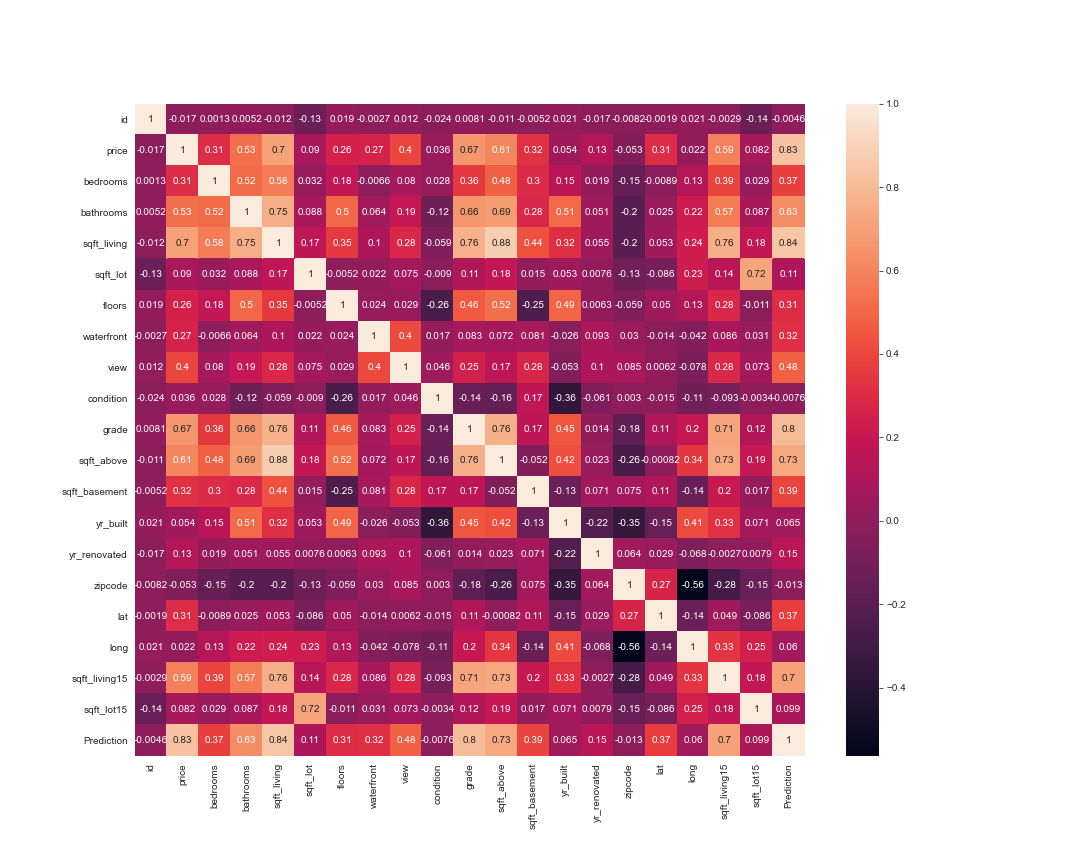 id 1 -0.017 0.0013 0.0052 -0.012 -0.13 0.019 -0.0027 0.012 -0.024 0.0081 -0.011 -0.0052 0.021 -0.017 -0.0082 -0.0019 0.021 -0.0029 -0.14 -0.0046 1.0
price -0.017 1 0.31 0.53 0.7 0.09 0.26 0.27 0.4 0.036 0.67 0.61 0.32 0.054 0.13 -0.053 0.31 0.022 0.59 0.082 0.83
bedrooms 0.0013 0.31 1 0.52 0.58 0.032 0.18 -0.0066 0.08 0.028 0.36 0.48 0.3 0.15 0.019 -0.15 -0.0089 0.13 0.39 0.029 0.37 0.8
bathrooms 0.0052 0.53 0.52 1 0.75 0.088 0.5 0.064 0.19 -0.12 0.66 0.69 0.28 0.51 0.051 -0.2 0.025 0.22 0.57 0.087 0.63
sqft_living -0.012 0.7 0.58 0.75 1 0.17 0.35 0.1 0.28 -0.059 0.76 0.88 0.44 0.32 0.055 -0.2 0.053 0.24 0.76 0.18 0.84
sqft_lot -0.13 0.09 0.032 0.088 0.17 1 -0.0052 0.022 0.075 -0.009 0.11 0.18 0.015 0.053 0.0076 -0.13 -0.086 0.23 0.14 0.72 0.11 0.6
floors 0.019 0.26 0.18 0.5 0.35 -0.0052 1 0.024 0.029 -0.26 0.46 0.52 -0.25 0.49 0.0063 -0.059 0.05 0.13 0.28 -0.011 0.31
waterfront -0.0027 0.27 -0.0066 0.064 0.1 0.022 0.024 1 0.4 0.017 0.083 0.072 0.081 -0.026 0.093 0.03 -0.014 -0.042 0.086 0.031 0.32 0.4
view 0.012 0.4 0.08 0.19 0.28 0.075 0.029 0.4 1 0.046 0.25 0.17 0.28 -0.053 0.1 0.085 0.0062 -0.078 0.28 0.073 0.48
condition -0.024 0.036 0.028 -0.12 -0.059 -0.009 -0.26 0.017 0.046 1 -0.14 -0.16 0.17 -0.36 -0.061 0.003 -0.015 -0.11 -0.093 -0.0034 -0.0076
grade 0.0081 0.67 0.36 0.66 0.76 0.11 0.46 0.083 0.25 -0.14 1 0.76 0.17 0.45 0.014 -0.18 0.11 0.2 0.71 0.12 0.8 0.2
sqft_above -0.011 0.61 0.48 0.69 0.88 0.18 0.52 0.072 0.17 -0.16 0.76 1 -0.052 0.42 0.023 -0.26 -0.00082 0.34 0.73 0.19 0.73
sqft_basement -0.0052 0.32 0.3 0.28 0.44 0.015 -0.25 0.081 0.28 0.17 0.17 -0.052 1 -0.13 0.071 0.075 0.11 -0.14 0.2 0.017 0.39
yr_built 0.021 0.054 0.15 0.51 0.32 0.053 0.49 -0.026 -0.053 -0.36 0.45 0.42 -0.13 1 -0.22 -0.35 -0.15 0.41 0.33 0.071 0.065 0.0
yr_renovated -0.017 0.13 0.019 0.051 0.055 0.0076 0.0063 0.093 0.1 -0.061 0.014 0.023 0.071 -0.22 1 0.064 0.029 -0.068 -0.0027 0.0079 0.15
zipcode -0.0082 -0.053 -0.15 -0.2 -0.2 -0.13 -0.059 0.03 0.085 0.003 -0.18 -0.26 0.075 -0.35 0.064 1 0.27 -0.56 -0.28 -0.15 -0.013
lat -0.0019 0.31 -0.0089 0.025 0.053 -0.086 0.05 -0.014 0.0062 -0.015 0.11 -0.00082 0.11 -0.15 0.029 0.27 1 -0.14 0.049 -0.086 0.37 −0.2
long 0.021 0.022 0.13 0.22 0.24 0.23 0.13 -0.042 -0.078 -0.11 0.2 0.34 -0.14 0.41 -0.068 -0.56 -0.14 1 0.33 0.25 0.06
sqft_living15 -0.0029 0.59 0.39 0.57 0.76 0.14 0.28 0.086 0.28 -0.093 0.71 0.73 0.2 0.33 -0.0027 -0.28 0.049 0.33 1 0.18 0.7 −0.4
sqft_lot15 -0.14 0.082 0.029 0.087 0.18 0.72 -0.011 0.031 0.073 -0.0034 0.12 0.19 0.017 0.071 0.0079 -0.15 -0.086 0.25 0.18 1 0.099
Prediction -0.0046 0.83 0.37 0.63 0.84 0.11 0.31 0.32 0.48 -0.0076 0.8 0.73 0.39 0.065 0.15 -0.013 0.37 0.06 0.7 0.099 1
id price bedrooms bathrooms sqft_living sqft_lot floors waterfront view condition grade sqft_above sqft_basement yr_built yr_renovated zipcode lat long sqft_living15 sqft_lot15 Prediction